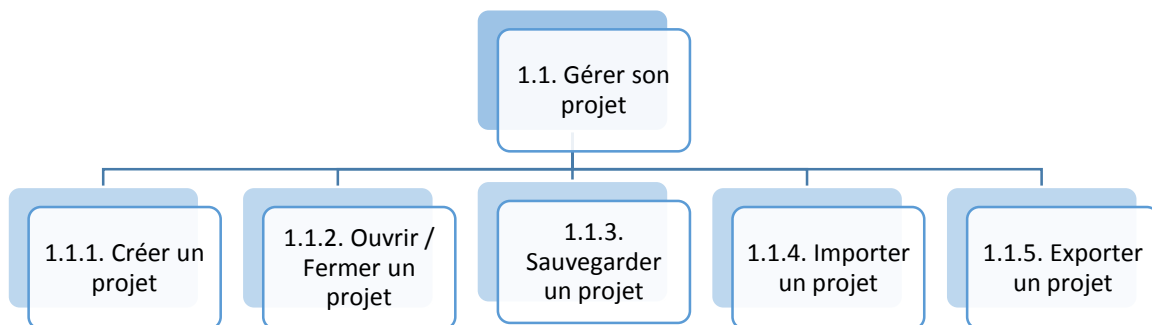 1.1. Gérer son
projet
1.1.1. Créer un
projet
1.1.2. Ouvrir /
Fermer un
projet
1.1.3.
Sauvegarder
un projet
1.1.4. Importer
un projet
1.1.5. Exporter
un projet